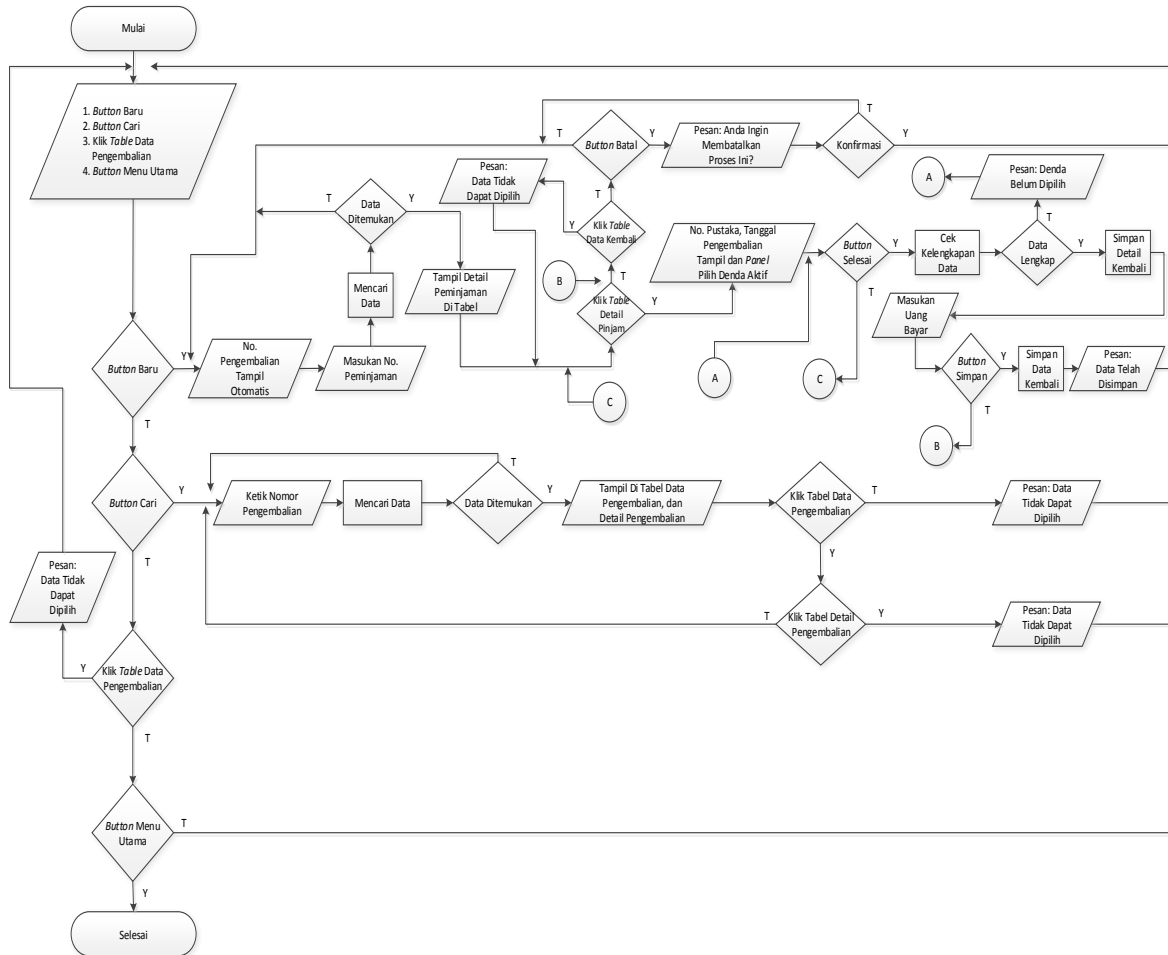 Mulai
1. Button Baru
2. Button Cari
3. Klik Table Data
Pengembalian
4. Button Menu Utama
T
Button Batal
Y
Pesan: Anda Ingin
Membatalkan
Proses Ini?
T
Konfirmasi
Y
Pesan:
Data Tidak
Dapat Dipilih
T
Y
Klik Table
Data Kembali
T
Data
Ditemukan
Y
Mencari
Data
Tampil Detail
Peminjaman
Di Tabel
B
T
Klik Table
Detail
Pinjam
Y
No. Pustaka, Tanggal
Pengembalian
Tampil dan Panel
Pilih Denda Aktif
A
Pesan: Denda
Belum Dipilih
T
Button
Selesai
Y
Cek
Kelengkapan
Data
Data
Lengkap
Y
Simpan
Detail
Kembali
T
Masukan
Uang
Bayar
Button
Simpan
Y
Simpan
Data
Kembali
Pesan:
Data Telah
Disimpan
T
B
A
C
C
Button Baru
Y
No.
Pengembalian
Tampil
Otomatis
Masukan No.
Peminjaman
T
Button Cari
Y
Ketik Nomor
Pengembalian
Mencari Data
T
Data Ditemukan
Y
Tampil Di Tabel Data
Pengembalian, dan
Detail Pengembalian
Klik Tabel Data
Pengembalian
T
Pesan: Data
Tidak Dapat
Dipilih
Y
T
Klik Tabel Detail
Pengembalian
Y
Pesan: Data
Tidak Dapat
Dipilih
T
Pesan:
Data Tidak
Dapat
Dipilih
Y
Klik Table Data
Pengembalian
T
Button Menu
Utama
T
Y
Selesai